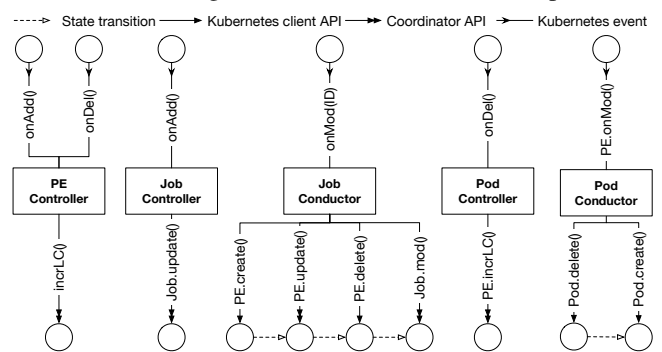 State transition Kubernetes client API Coordinator API Kubernetes event
onAdd()
onDel()
onAdd()
onMod(ID)
onDel()
PE.onMod()
PE
Controller
Job
Controller
Job
Conductor
Pod
Controller
Pod
Conductor
incrLC()
Job.update()
PE.create()
PE.update()
PE.delete()
Job.mod()
PE.incrLC()
Pod.delete()
Pod.create()